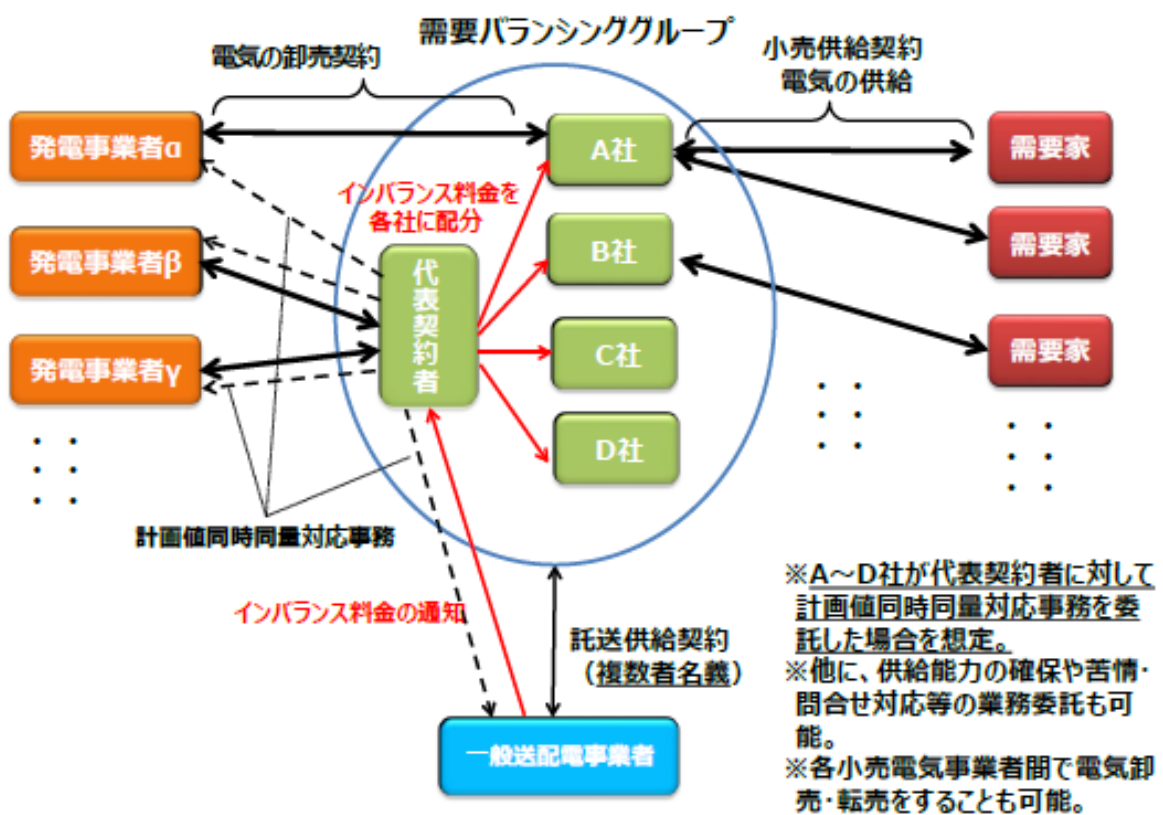 需要バランシンググループ
電気の卸売契約
小売供給契約
電気の供給
発電事業者α
発電事業者β
発電事業者γ
インバランス料金を
各社に配分
代表契約者
A社
B社
C社
D社
需要家
需要家
需要家
計画値同時同量対応事務
インバランス料金の通知
託送供給契約
（複数者名義）
一般送配電事業者
※A～D社が代表契約者に対して
計画値同時同量対応事務を委
託した場合を想定。
※他に、供給能力の確保や苦情・
問合せ対応等の業務委託も可
能。
※各小売電気事業者間で電気卸
売・転売をすることも可能。